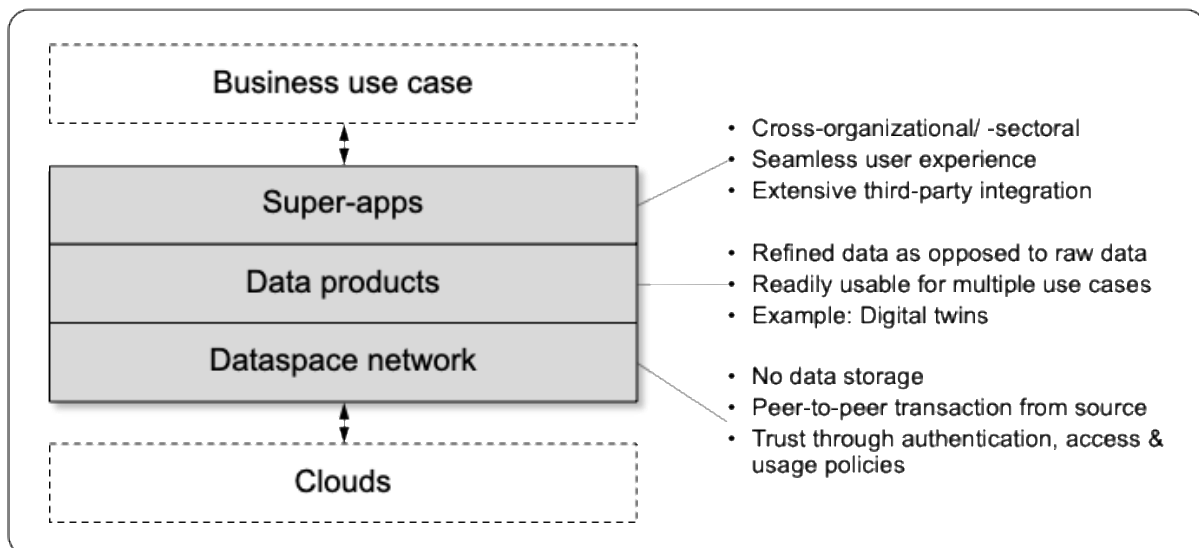 Business use case
Super-apps
Data products
Dataspace network
Clouds
• Cross-organizational/ -sectoral
• Seamless user experience
• Extensive third-party integration
• Refined data as opposed to raw data
• Readily usable for multiple use cases
• Example: Digital twins
• No data storage
• Peer-to-peer transaction from source
• Trust through authentication, access &
usage policies